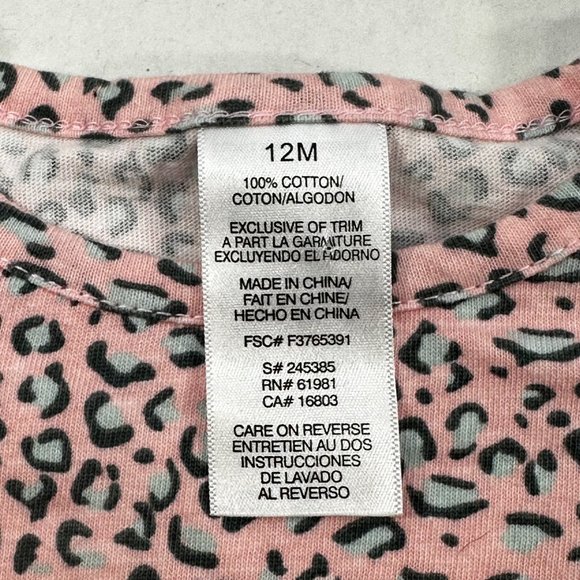 12M
100% COTTON/
COTON/ALGODON
EXCLUSIVE OF TRIM
A PART LA GARNITURE
EXCLUYENDO EL ADORNO
MADE IN CHINA/
FAIT EN CHINE/
HECHO EN CHINA
FSC# F3765391
S# 245385
RN# 61981
CA# 16803
CARE ON REVERSE
ENTRETIEN AU DOS
INSTRUCCIONES
DE LAVADO
AL REVERSO